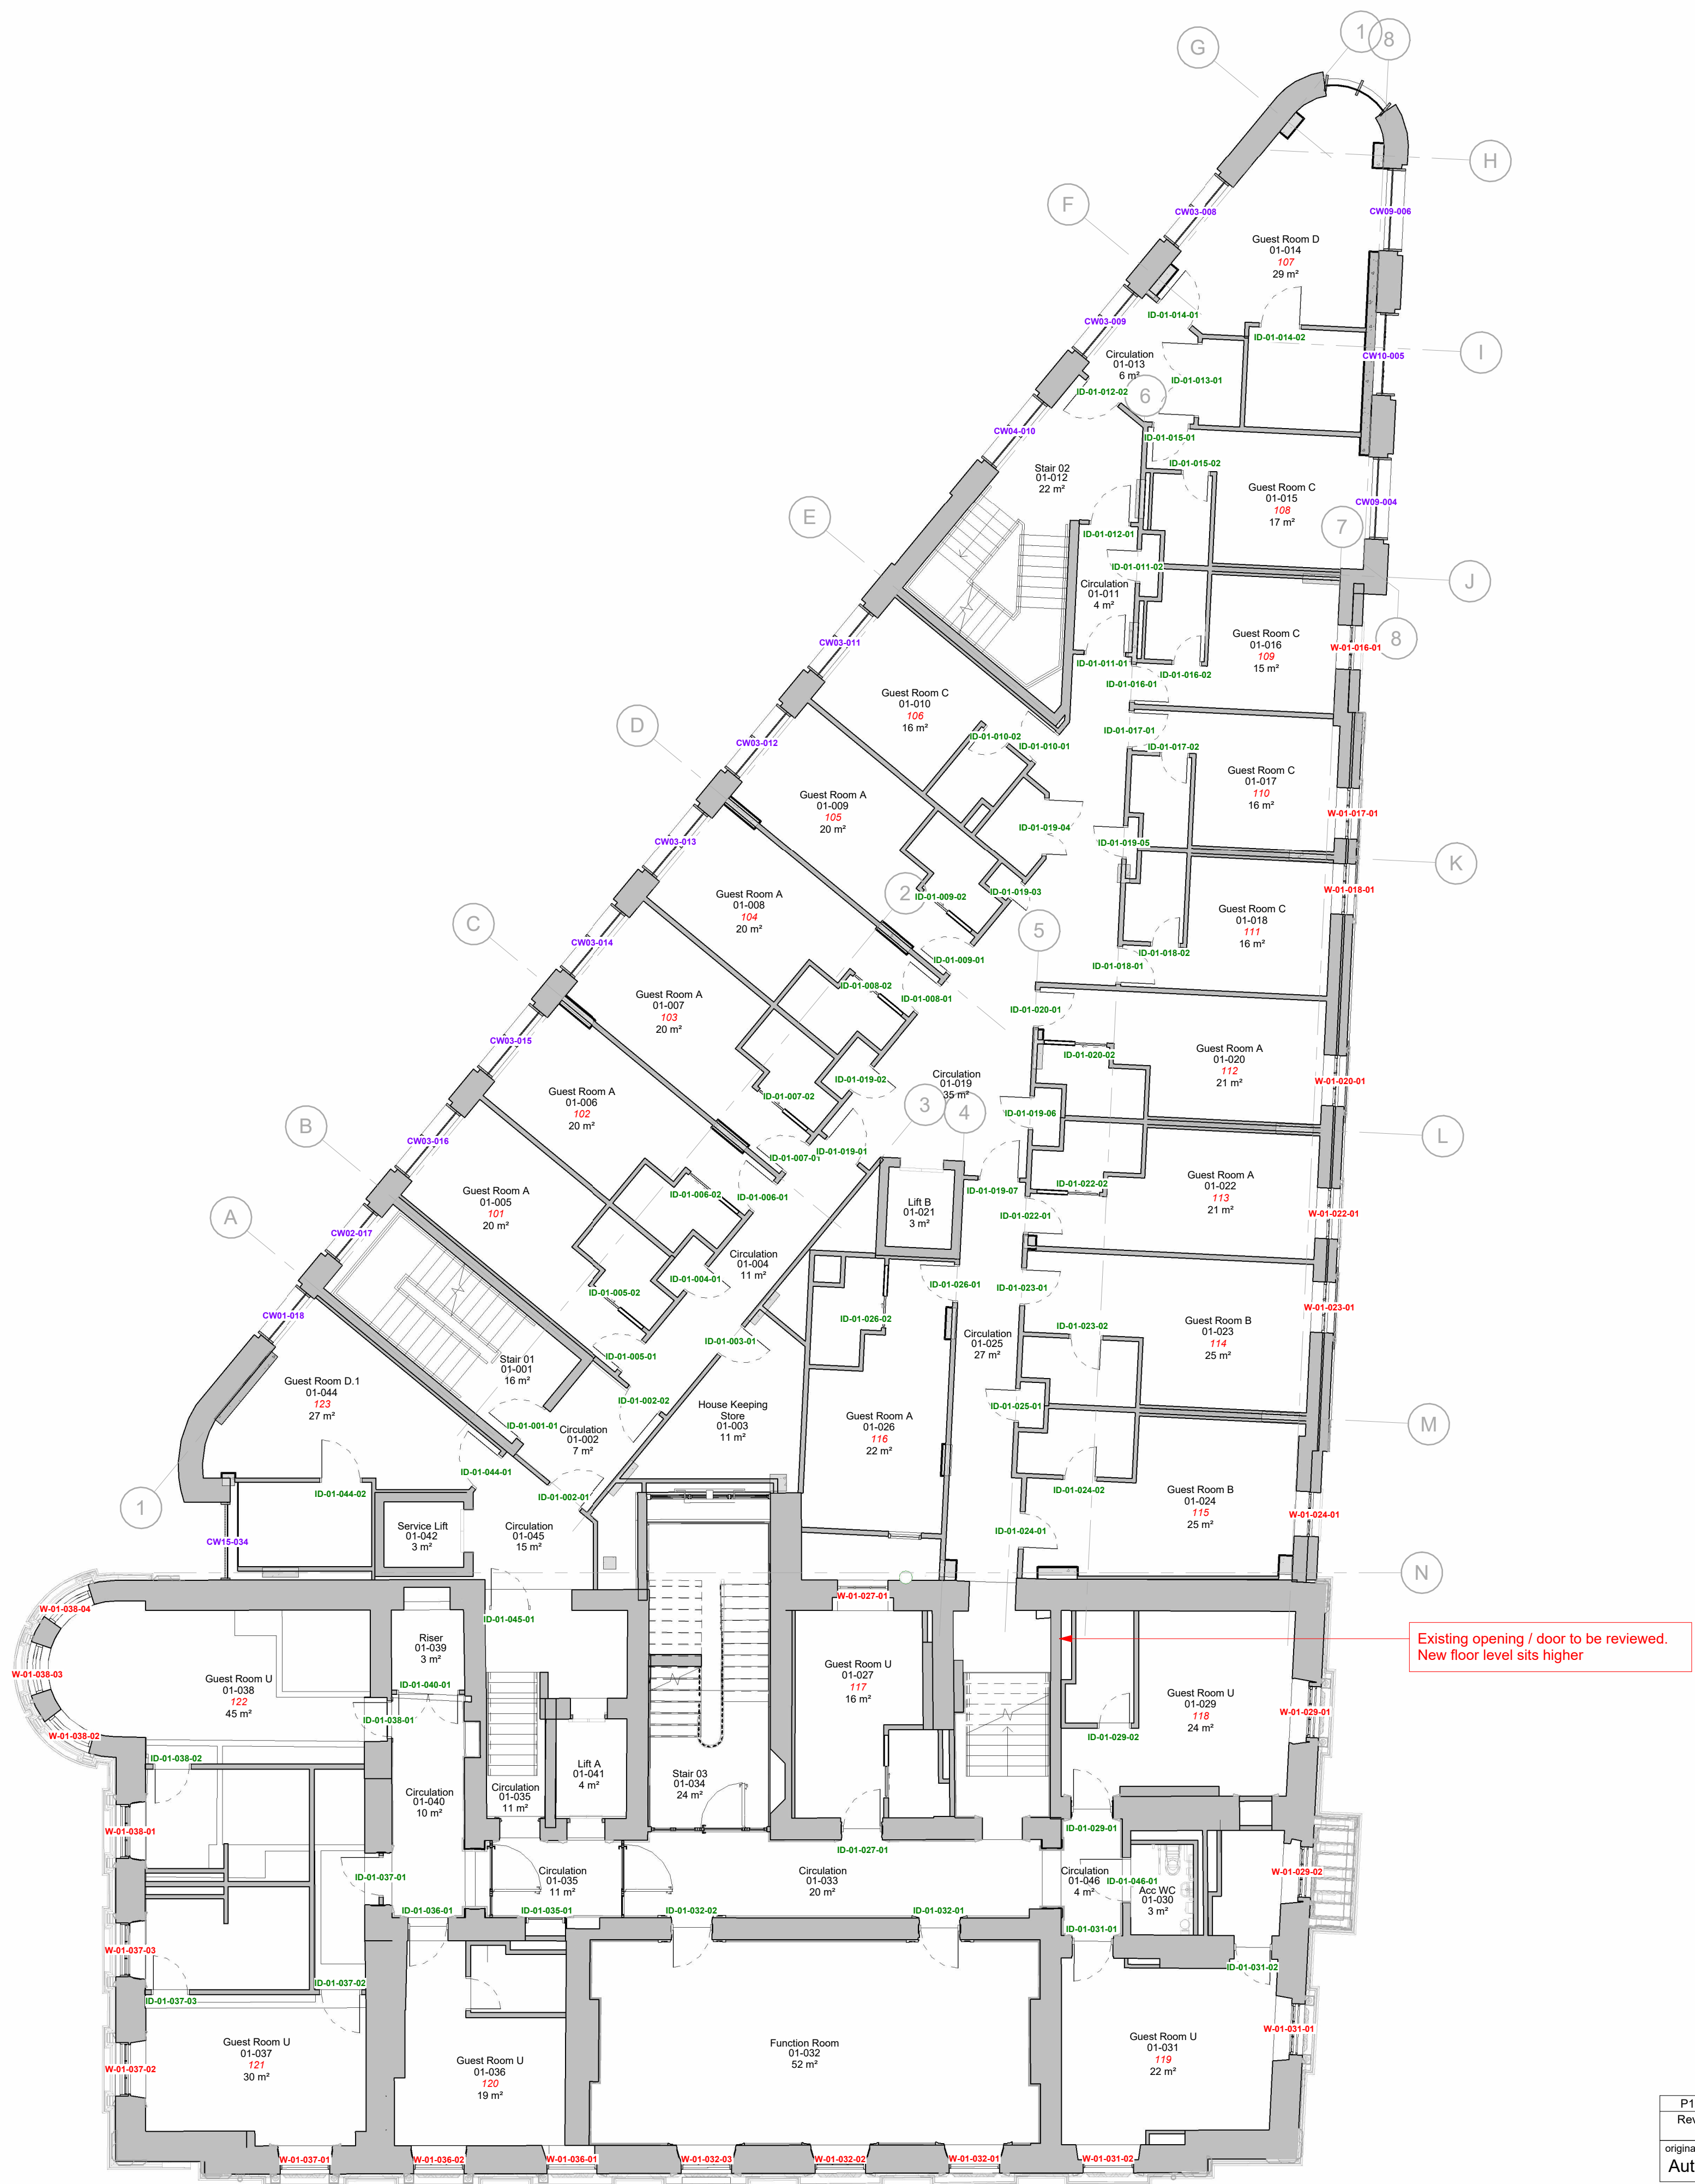 1
8
G
H
CW03-008
CW09-006
F
Guest Room D
01-014
107
29 m²
ID-01-014-01
CW03-009
ID-01-014-02
I
CW10-005
Circulation
01-013
6 m²
ID-01-013-01
ID-01-012-02
6
CW04-010
ID-01-015-01
ID-01-015-02
Stair 02
01-012
22 m²
Guest Room C
01-015
108
17 m²
CW09-004
E
7
ID-01-012-01
ID-01-011-02
J
Circulation
01-011
4 m²
8
CW03-011
Guest Room C
01-016
109
15 m²
W-01-016-01
ID-01-011-01
ID-01-016-02
ID-01-016-01
Guest Room C
01-010
106
16 m²
D
CW03-012
ID-01-010-02
ID-01-010-01
ID-01-017-01
ID-01-017-02
Guest Room C
01-017
110
16 m²
Guest Room A
01-009
105
20 m²
W-01-017-01
CW03-013
ID-01-019-04
ID-01-019-05
K
ID-01-019-03
ID-01-009-02
2
W-01-018-01
Guest Room A
01-008
104
20 m²
Guest Room C
01-018
111
16 m²
C
5
CW03-014
ID-01-009-01
ID-01-018-02
ID-01-018-01
ID-01-008-02
ID-01-008-01
Guest Room A
01-007
103
20 m²
ID-01-020-01
CW03-015
ID-01-020-02
Guest Room A
01-020
112
21 m²
Circulation
01-019
35 m²
ID-01-019-02
W-01-020-01
Guest Room A
01-006
102
20 m²
ID-01-007-02
3
4
ID-01-019-06
B
L
CW03-016
ID-01-019-01
ID-01-007-01
Guest Room A
01-022
113
21 m²
ID-01-006-02
ID-01-006-01
ID-01-019-07
ID-01-022-02
Guest Room A
01-005
101
20 m²
Lift B
01-021
3 m²
ID-01-022-01
W-01-022-01
A
CW02-017
Circulation
01-004
11 m²
ID-01-004-01
ID-01-005-02
ID-01-026-01
ID-01-023-01
CW01-018
W-01-023-01
ID-01-026-02
ID-01-023-02
Guest Room B
01-023
114
25 m²
ID-01-003-01
Circulation
01-025
27 m²
ID-01-005-01
Stair 01
01-001
16 m²
Guest Room D.1
01-044
123
27 m²
ID-01-002-02
House Keeping
Store
01-003
11 m²
ID-01-025-01
Guest Room A
01-026
116
22 m²
M
ID-01-001-01
Circulation
01-002
7 m²
ID-01-044-01
ID-01-044-02
ID-01-002-01
ID-01-024-02
Guest Room B
01-024
115
25 m²
1
W-01-024-01
Service Lift
01-042
3 m²
Circulation
01-045
15 m²
ID-01-024-01
CW15-034
N
W-01-027-01
W-01-038-04
ID-01-045-01
Riser
01-039
3 m²
Existing opening / door to be reviewed.
New floor level sits higher
W-01-038-03
Guest Room U
01-038
122
45 m²
Guest Room U
01-027
117
16 m²
ID-01-040-01
Guest Room U
01-029
118
24 m²
W-01-029-01
ID-01-038-01
W-01-038-02
ID-01-038-02
ID-01-029-02
Lift A
01-041
4 m²
Stair 03
01-034
24 m²
Circulation
01-040
10 m²
Circulation
01-035
11 m²
W-01-038-01
ID-01-029-01
ID-01-027-01
Circulation
01-035
11 m²
Circulation
01-033
20 m²
Circulation
01-046
4 m²
W-01-029-02
ID-01-037-01
ID-01-046-01
Acc WC
01-030
3 m²
ID-01-036-01
ID-01-035-01
ID-01-032-02
ID-01-032-01
ID-01-031-01
W-01-037-03
ID-01-031-02
ID-01-037-02
ID-01-037-03
W-01-031-01
Guest Room U
01-037
121
30 m²
Guest Room U
01-036
120
19 m²
Function Room
01-032
52 m²
Guest Room U
01-031
119
22 m²
W-01-037-02
W-01-037-01
W-01-036-02
W-01-036-01
W-01-032-03
W-01-032-02
W-01-032-01
W-01-031-02
P1
Rev
origina
Aut